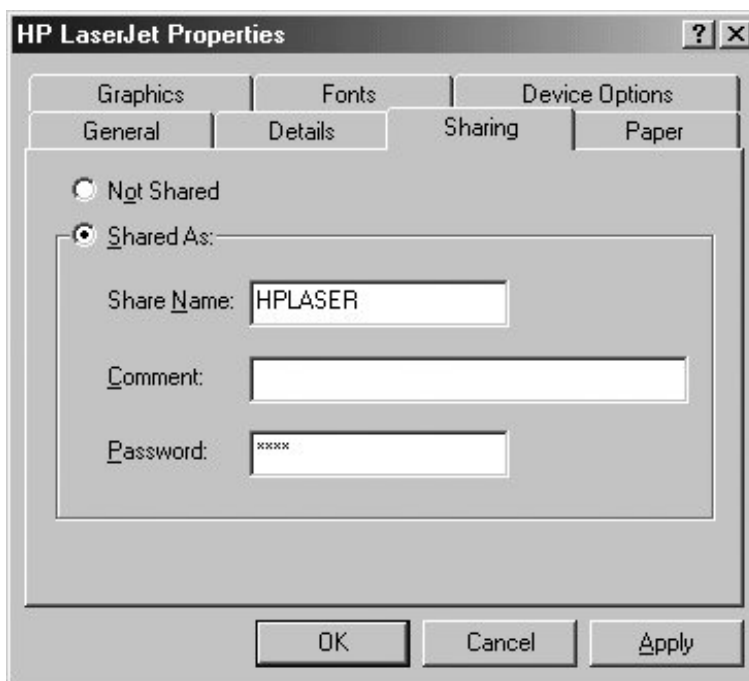 HP LaserJet Properties ? X
Graphics Fonts Device Options
General Details Sharing Paper
Not Shared
Shared As:
Share Name: HPLASER
Comment:
Password: ****
OK Cancel Apply